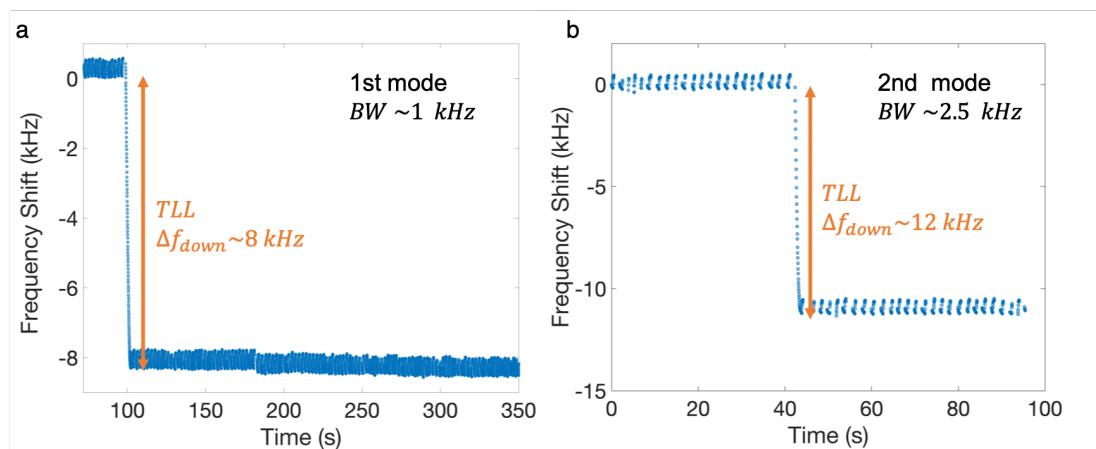 a
0
-2
-4
-6
-8
Frequency Shift (kHz)
100
150
200
250
300
350
Time (s)
1st mode
BW ~1 kHz
TLL
Δf_down~8 kHz
b
0
-5
-10
-15
Frequency Shift (kHz)
0
20
40
60
80
100
Time (s)
2nd mode
BW ~2.5 kHz
TLL
Δf_down~12 kHz